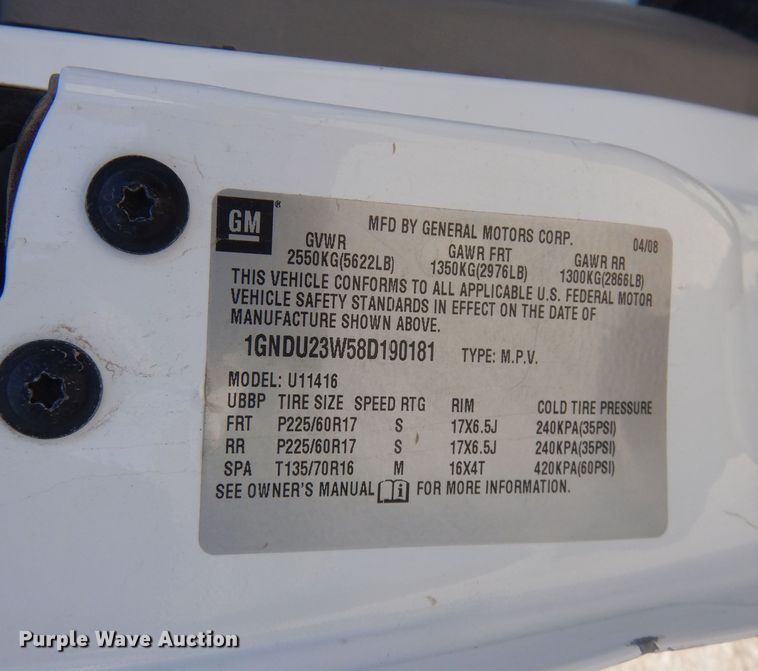 GM®
MFD BY GENERAL MOTORS CORP. 04/08
GVWR GAWR FRT GAWR RR
2550KG(5622LB) 1350KG(2976LB) 1300KG(2866LB)
THIS VEHICLE CONFORMS TO ALL APPLICABLE U.S. FEDERAL MOTOR
VEHICLE SAFETY STANDARDS IN EFFECT ON THE DATE OF
MANUFACTURE SHOWN ABOVE.
1GNDU23W58D190181 TYPE: M.P.V.
MODEL: U11416
UBBP TIRE SIZE SPEED RTG RIM COLD TIRE PRESSURE
FRT P225/60R17 S 17X6.5J 240KPA(35PSI)
RR P225/60R17 S 17X6.5J 240KPA(35PSI)
SPA T135/70R16 M 16X4T 420KPA(60PSI)
SEE OWNER'S MANUAL FOR MORE INFORMATION.
Purple Wave Auction